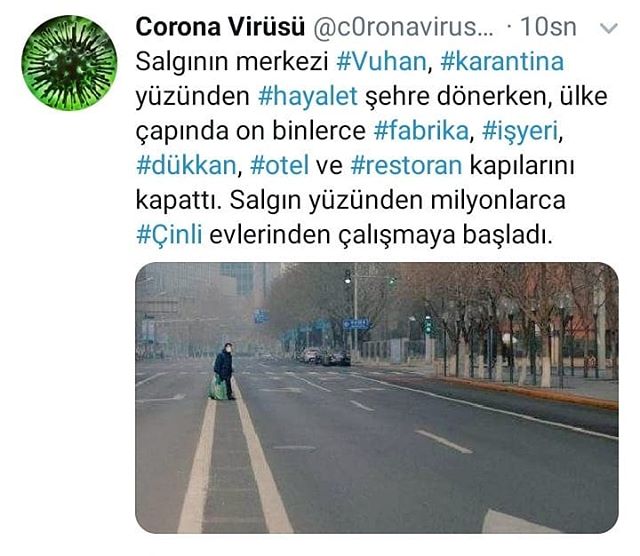 Corona Virüsü @c0ronavirus... · 10sn
Salgının merkezi #Vuhan, #karantina
yüzünden #hayalet şehre dönerken, ülke
çapında on binlerce #fabrika, #işyeri,
#dükkan, #otel ve #restoran kapılarını
kapattı. Salgın yüzünden milyonlarca
#Çinli evlerinden çalışmaya başladı.